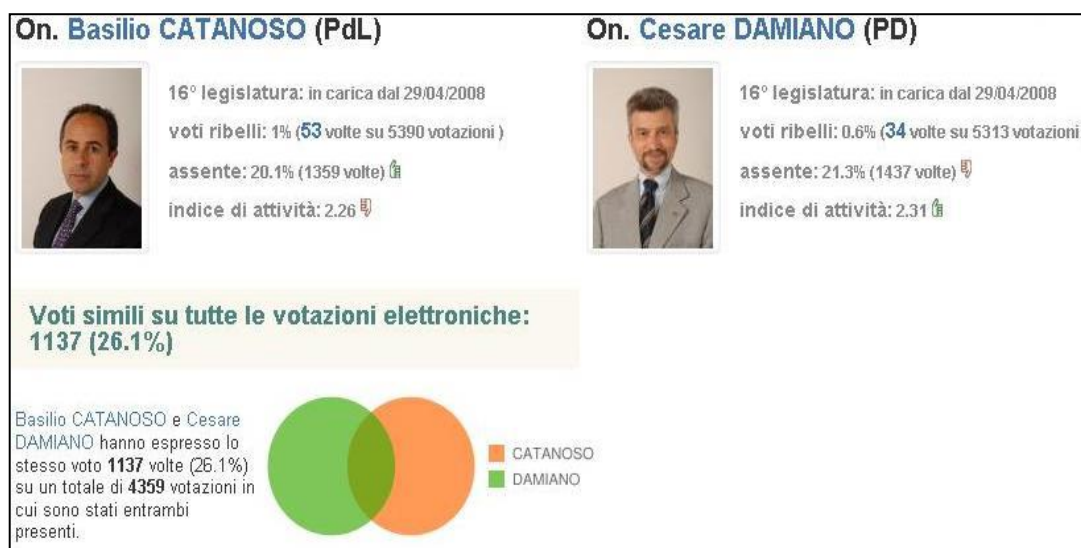 On. Basilio CATANOSO (PdL)
16° legislatura: in carica dal 29/04/2008
voti ribelli: 1% (53 volte su 5390 votazioni )
assente: 20.1% (1359 volte)
indice di attività: 2.26
On. Cesare DAMIANO (PD)
16° legislatura: in carica dal 29/04/2008
voti ribelli: 0.6% (34 volte su 5313 votazioni
assente: 21.3% (1437 volte)
indice di attività: 2.31
Voti simili su tutte le votazioni elettroniche:
1137 (26.1%)
Basilio CATANOSO e Cesare
DAMIANO hanno espresso lo
stesso voto 1137 volte (26.1%)
su un totale di 4359 votazioni in
cui sono stati entrambi
presenti.
CATANOSO
DAMIANO